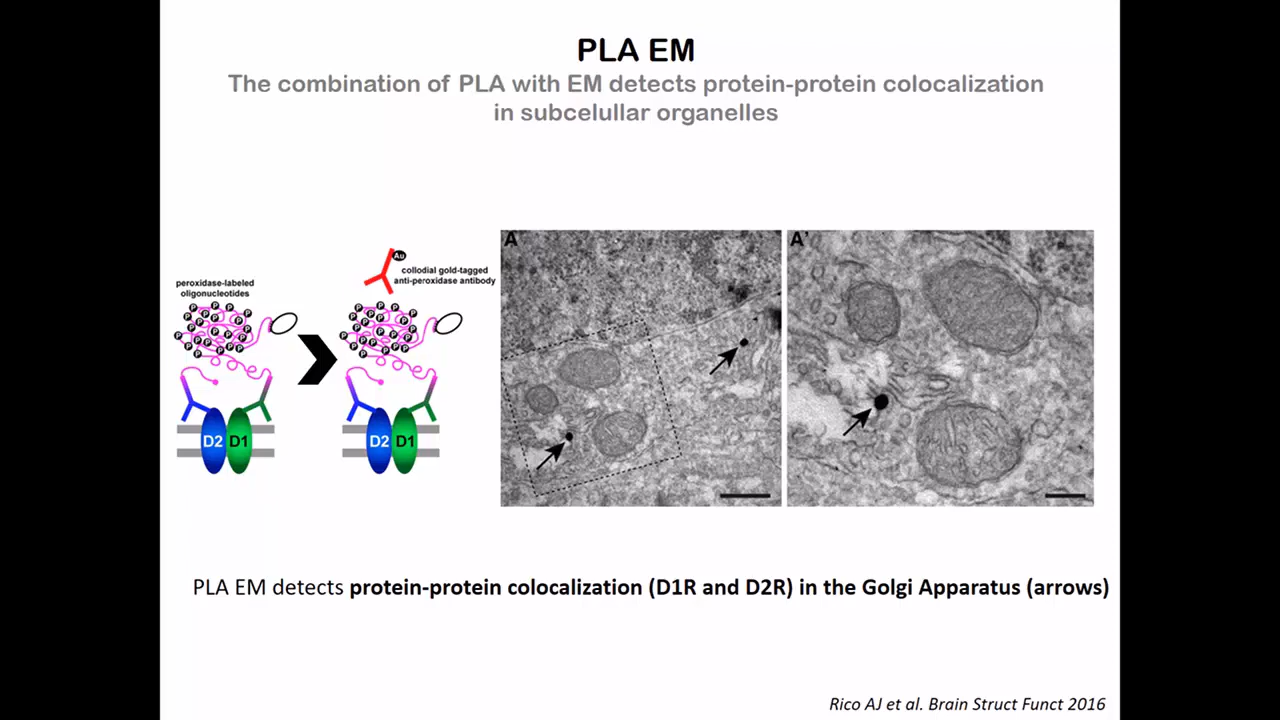 PLA EM
The combination of PLA with EM detects protein-protein colocalization
in subcelullar organelles
peroxidase-labeled
oligonucleotides
Au
collodial gold-tagged
anti-peroxidase antibody
P P P P P P P P P P P P P P P P P P
P P P P P P P P P P P P P P P P P P
D2 D1
D2 D1
A
A'
PLA EM detects protein-protein colocalization (D1R and D2R) in the Golgi Apparatus (arrows)
Rico AJ et al. Brain Struct Funct 2016